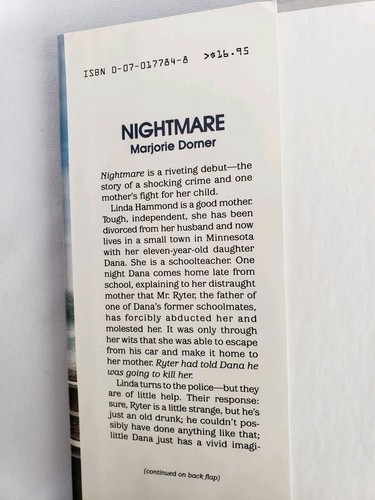 ISBN 0-07-017784-8 >$16.95
NIGHTMARE
Marjorie Dorner
Nightmare is a riveting debut—the
story of a shocking crime and one
mother's fight for her child.
Linda Hammond is a good mother.
Tough, independent, she has been
divorced from her husband and now
lives in a small town in Minnesota
with her eleven-year-old daughter
Dana. She is a schoolteacher. One
night Dana comes home late from
school, explaining to her distraught
mother that Mr. Ryter, the father of
one of Dana's former schoolmates,
has forcibly abducted her and
molested her. It was only through
her wits that she was able to escape
from his car and make it home to
her mother. Ryter had told Dana he
was going to kill her.
Linda turns to the police—but they
are of little help. Their response:
sure, Ryter is a little strange, but he's
just an old drunk; he couldn't pos-
sibly have done anything like that;
little Dana just has a vivid imagi-
(continued on back flap)